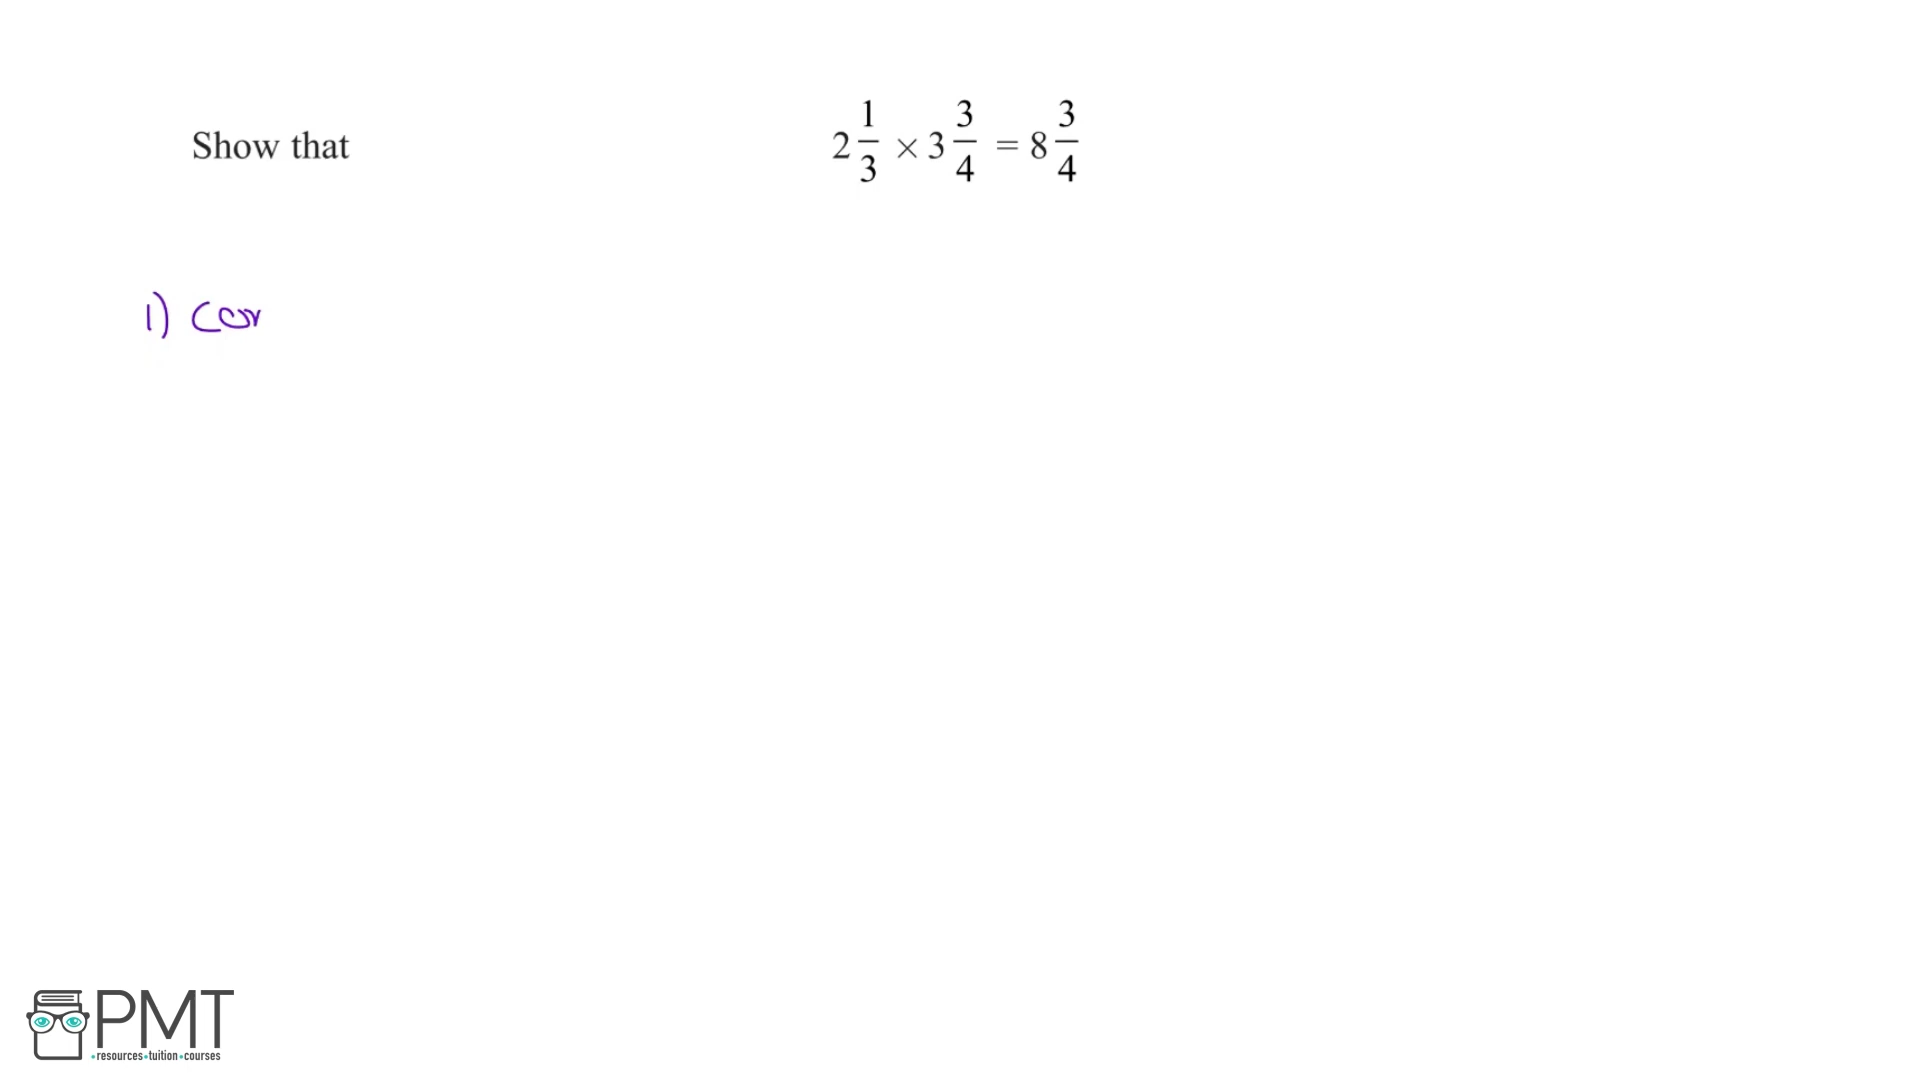 Show that 2 1/3 × 3 3/4 = 8 3/4
1) Con
PMT
•resources•tuition•courses